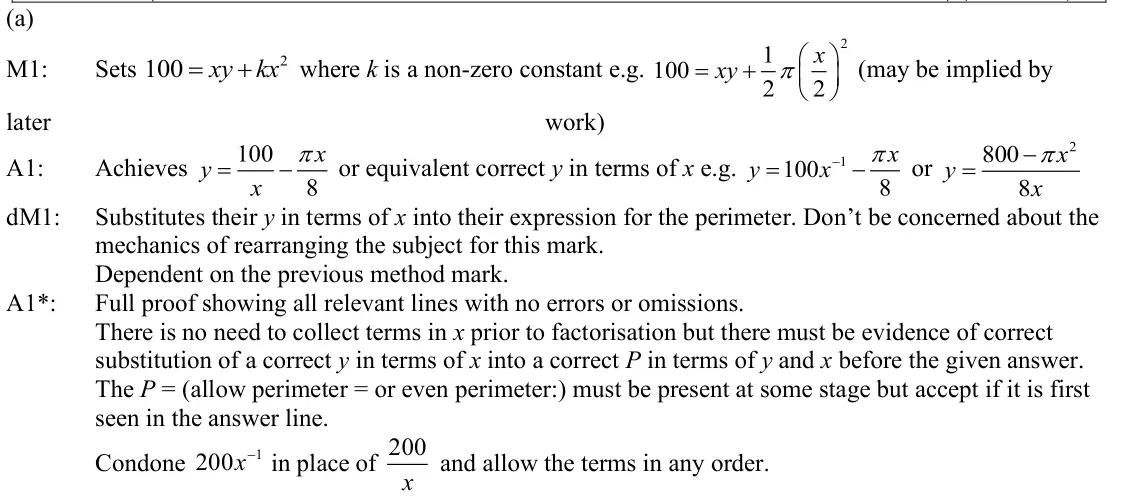 (a)
M1: Sets 100 = xy + kx² where k is a non-zero constant e.g. 100 = xy + 1/2 π (x/2)² (may be implied by
later work)
A1: Achieves y = 100/x − πx/8 or equivalent correct y in terms of x e.g. y = 100x⁻¹ − πx/8 or y = (800 − πx²)/8x
dM1: Substitutes their y in terms of x into their expression for the perimeter. Don’t be concerned about the
mechanics of rearranging the subject for this mark.
Dependent on the previous method mark.
A1*: Full proof showing all relevant lines with no errors or omissions.
There is no need to collect terms in x prior to factorisation but there must be evidence of correct
substitution of a correct y in terms of x into a correct P in terms of y and x before the given answer.
The P = (allow perimeter = or even perimeter:) must be present at some stage but accept if it is first
seen in the answer line.
Condone 200x⁻¹ in place of 200/x and allow the terms in any order.